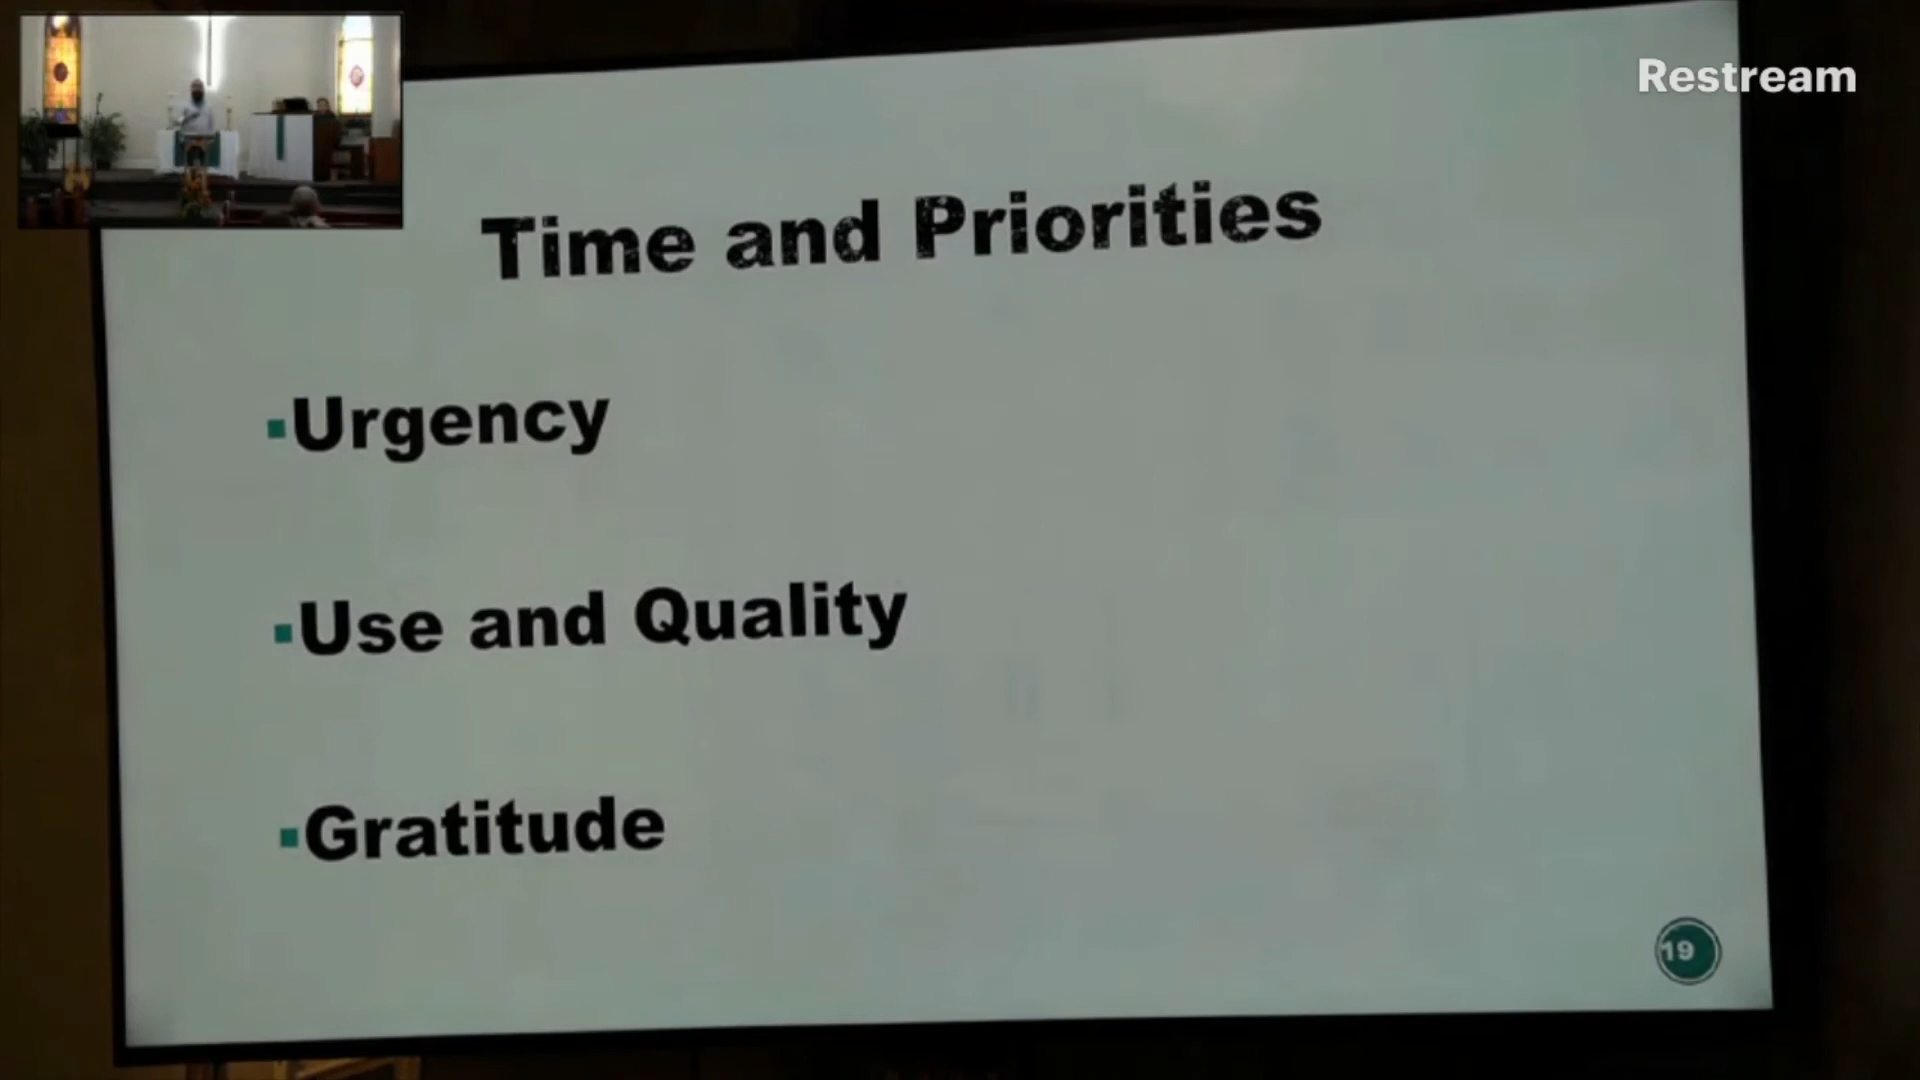 Restream
Time and Priorities
▪Urgency
▪Use and Quality
▪Gratitude
19